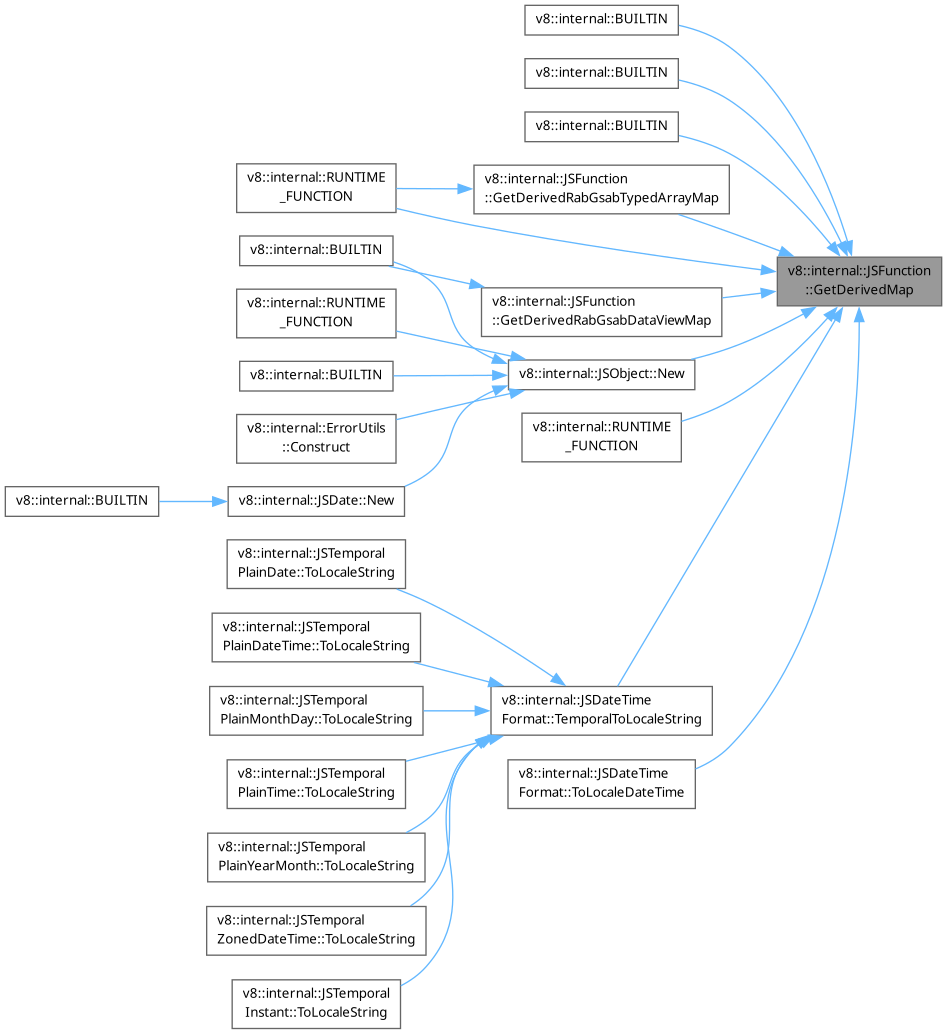 v8::internal::BUILTIN
v8::internal::BUILTIN
v8::internal::BUILTIN
v8::internal::RUNTIME
_FUNCTION
v8::internal::JSFunction
::GetDerivedRabGsabTypedArrayMap
v8::internal::BUILTIN
v8::internal::JSFunction
::GetDerivedMap
v8::internal::RUNTIME
_FUNCTION
v8::internal::JSFunction
::GetDerivedRabGsabDataViewMap
v8::internal::BUILTIN
v8::internal::JSObject::New
v8::internal::ErrorUtils
::Construct
v8::internal::RUNTIME
_FUNCTION
v8::internal::BUILTIN
v8::internal::JSDate::New
v8::internal::JSTemporal
PlainDate::ToLocaleString
v8::internal::JSTemporal
PlainDateTime::ToLocaleString
v8::internal::JSTemporal
PlainMonthDay::ToLocaleString
v8::internal::JSDateTime
Format::TemporalToLocaleString
v8::internal::JSTemporal
PlainTime::ToLocaleString
v8::internal::JSDateTime
Format::ToLocaleDateTime
v8::internal::JSTemporal
PlainYearMonth::ToLocaleString
v8::internal::JSTemporal
ZonedDateTime::ToLocaleString
v8::internal::JSTemporal
Instant::ToLocaleString